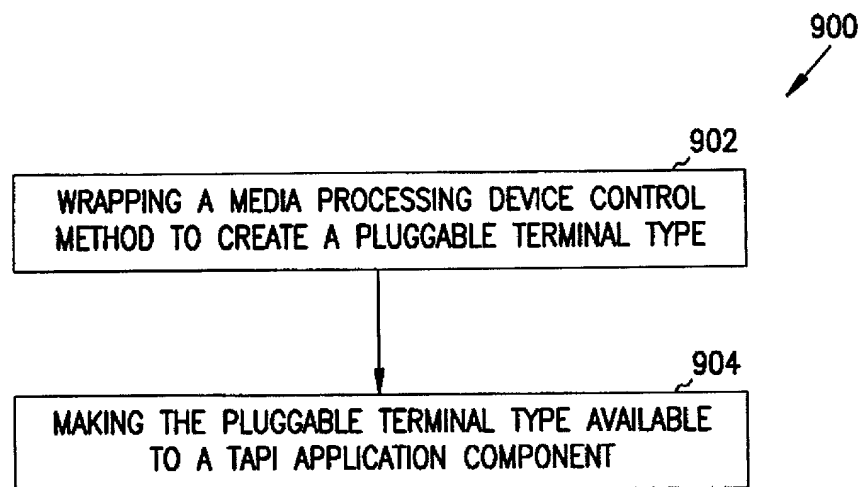 900
902
WRAPPING A MEDIA PROCESSING DEVICE CONTROL
METHOD TO CREATE A PLUGGABLE TERMINAL TYPE
904
MAKING THE PLUGGABLE TERMINAL TYPE AVAILABLE
TO A TAPI APPLICATION COMPONENT